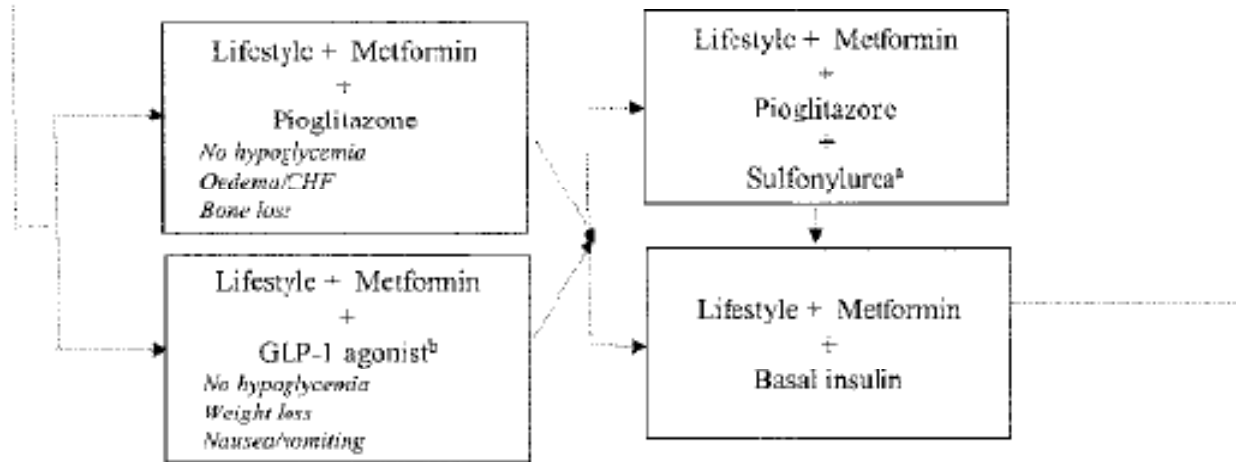 Lifestyle + Metformin
+
Pioglitazone
No hypoglycemia
Oedema/CHF
Bone loss
Lifestyle + Metformin
+
GLP-1 agonistᵇ
No hypoglycemia
Weight loss
Nausea/vomiting
Lifestyle + Metformin
+
Pioglitazone
+
Sulfonylureaᵃ
Lifestyle + Metformin
+
Basal insulin